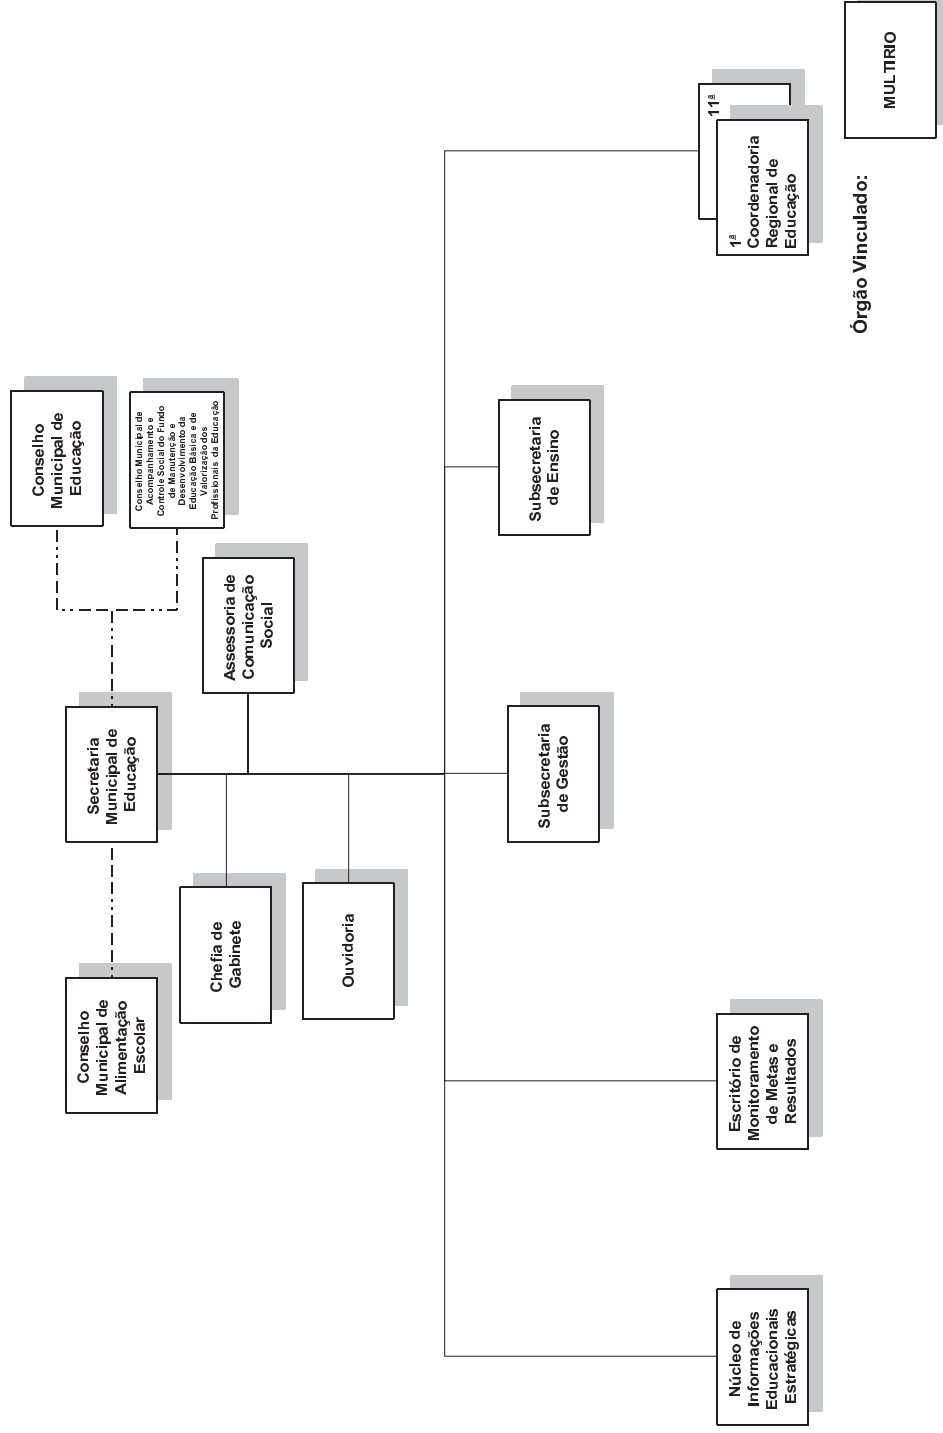 Conselho
Municipal de
Educação
Conselho Municipal de
Acompanhamento e
Controle Social do Fundo
de Manutenção e
Desenvolvimento da
Educação Básica e de
Valorização dos
Profissionais da Educação
Conselho
Municipal de
Alimentação
Escolar
Secretaria
Municipal de
Educação
Assessoria de
Comunicação
Social
Chefia de
Gabinete
Ouvidoria
Subsecretaria
de Gestão
Subsecretaria
de Ensino
Núcleo de
Informações
Educacionais
Estratégicas
Escritório de
Monitoramento
de Metas e
Resultados
11ª
1ª
Coordenadoria
Regional de
Educação
Órgão Vinculado:
MULTIRIO